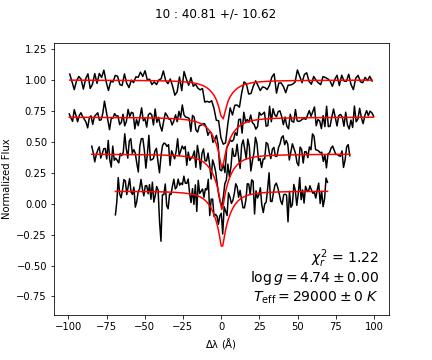 10 : 40.81 +/- 10.62
Normalized Flux
1.25
1.00
0.75
0.50
0.25
0.00
−0.25
−0.50
−0.75
χ²ᵣ = 1.22
log g = 4.74 ± 0.00
T_eff = 29000 ± 0 K
−100 −75 −50 −25 0 25 50 75 100
Δλ (Å)